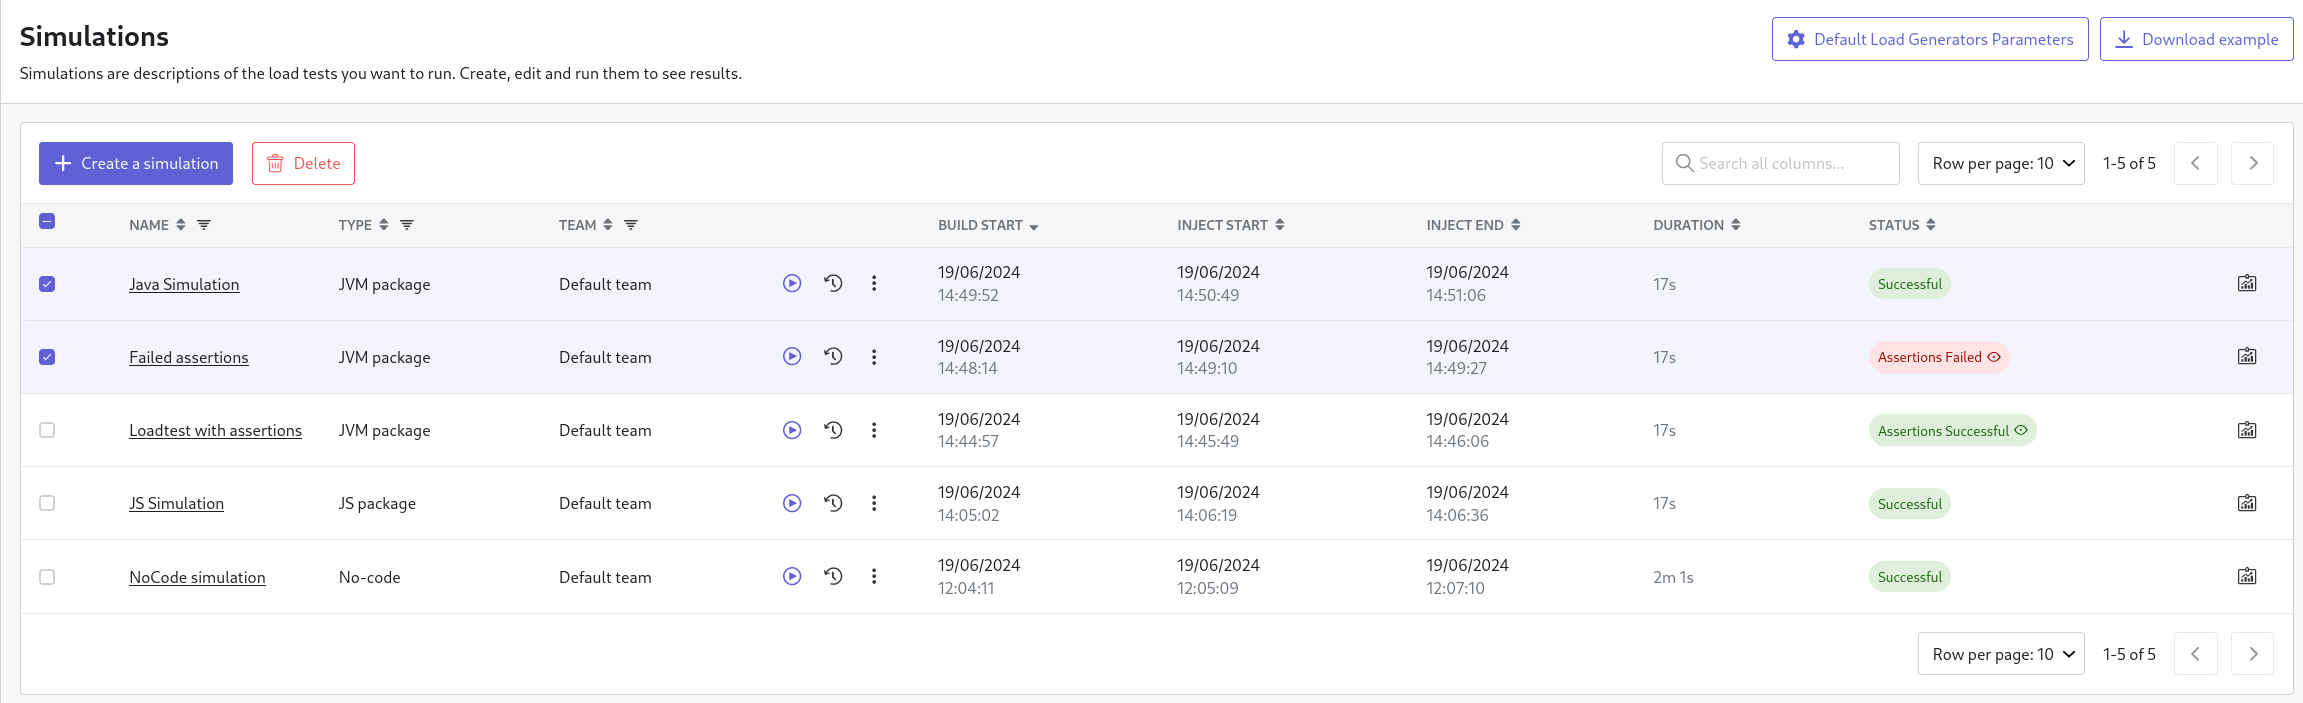 Simulations
Default Load Generators Parameters
Download example
Simulations are descriptions of the load tests you want to run. Create, edit and run them to see results.
Create a simulation
Delete
Search all columns...
Row per page: 10
1-5 of 5
NAME TYPE TEAM BUILD START INJECT START INJECT END DURATION STATUS
Java Simulation JVM package Default team 19/06/2024 14:49:52 19/06/2024 14:50:49 19/06/2024 14:51:06 17s Successful
Failed assertions JVM package Default team 19/06/2024 14:48:14 19/06/2024 14:49:10 19/06/2024 14:49:27 17s Assertions Failed
Loadtest with assertions JVM package Default team 19/06/2024 14:44:57 19/06/2024 14:45:49 19/06/2024 14:46:06 17s Assertions Successful
JS Simulation JS package Default team 19/06/2024 14:05:02 19/06/2024 14:06:19 19/06/2024 14:06:36 17s Successful
NoCode simulation No-code Default team 19/06/2024 12:04:11 19/06/2024 12:05:09 19/06/2024 12:07:10 2m 1s Successful
Row per page: 10
1-5 of 5